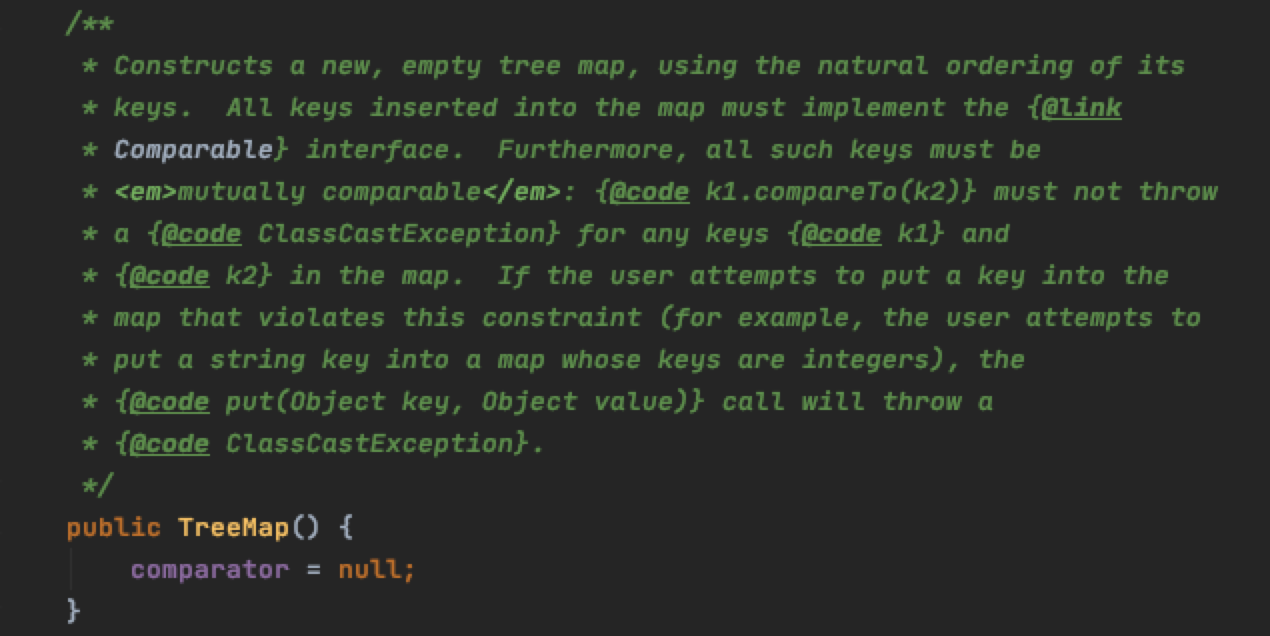 /**
 * Constructs a new, empty tree map, using the natural ordering of its
 * keys.  All keys inserted into the map must implement the {@link
 * Comparable} interface.  Furthermore, all such keys must be
 * <em>mutually comparable</em>: {@code k1.compareTo(k2)} must not throw
 * a {@code ClassCastException} for any keys {@code k1} and
 * {@code k2} in the map.  If the user attempts to put a key into the
 * map that violates this constraint (for example, the user attempts to
 * put a string key into a map whose keys are integers), the
 * {@code put(Object key, Object value)} call will throw a
 * {@code ClassCastException}.
 */
public TreeMap() {
    comparator = null;
}